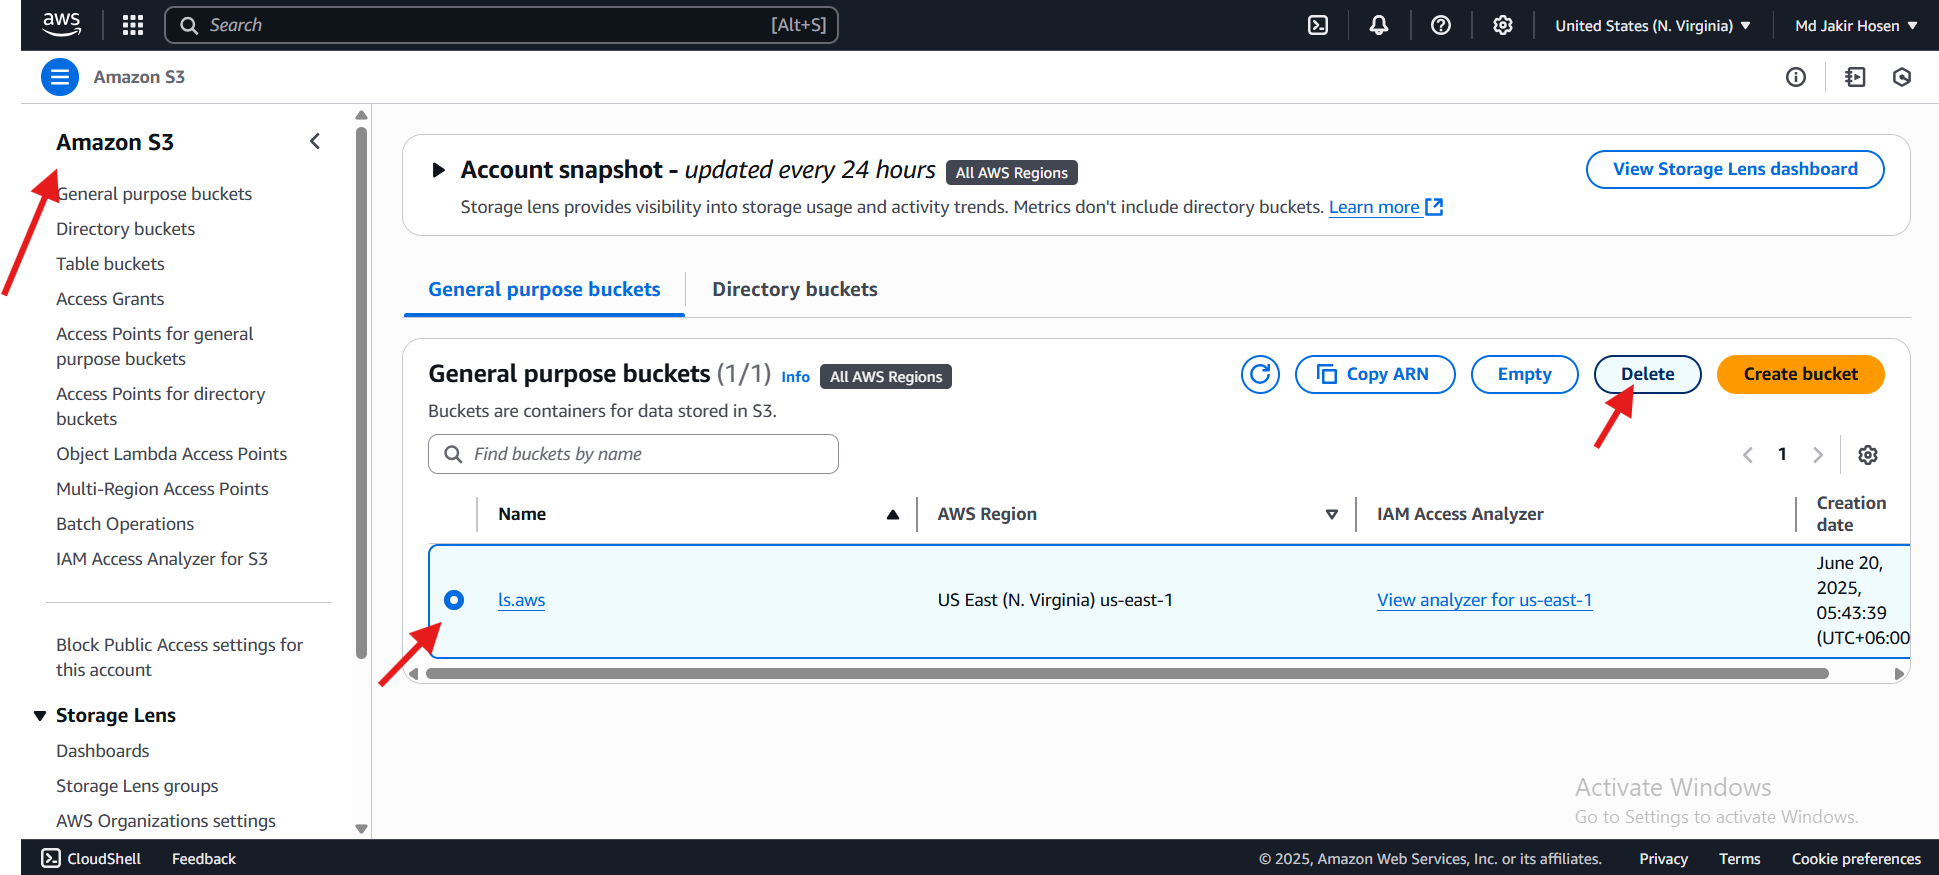 aws
Search [Alt+S]
United States (N. Virginia)
Md Jakir Hosen
Amazon S3
Amazon S3
General purpose buckets
Directory buckets
Table buckets
Access Grants
Access Points for general
purpose buckets
Access Points for directory
buckets
Object Lambda Access Points
Multi-Region Access Points
Batch Operations
IAM Access Analyzer for S3
Block Public Access settings for
this account
Storage Lens
Dashboards
Storage Lens groups
AWS Organizations settings
Account snapshot - updated every 24 hours All AWS Regions
View Storage Lens dashboard
Storage lens provides visibility into storage usage and activity trends. Metrics don't include directory buckets. Learn more
General purpose buckets
Directory buckets
General purpose buckets (1/1) Info All AWS Regions
Copy ARN
Empty
Delete
Create bucket
Buckets are containers for data stored in S3.
Find buckets by name
1
Name
AWS Region
IAM Access Analyzer
Creation
date
ls.aws
US East (N. Virginia) us-east-1
View analyzer for us-east-1
June 20,
2025,
05:43:39
(UTC+06:00
Activate Windows
Go to Settings to activate Windows.
CloudShell
Feedback
© 2025, Amazon Web Services, Inc. or its affiliates.
Privacy
Terms
Cookie preferences